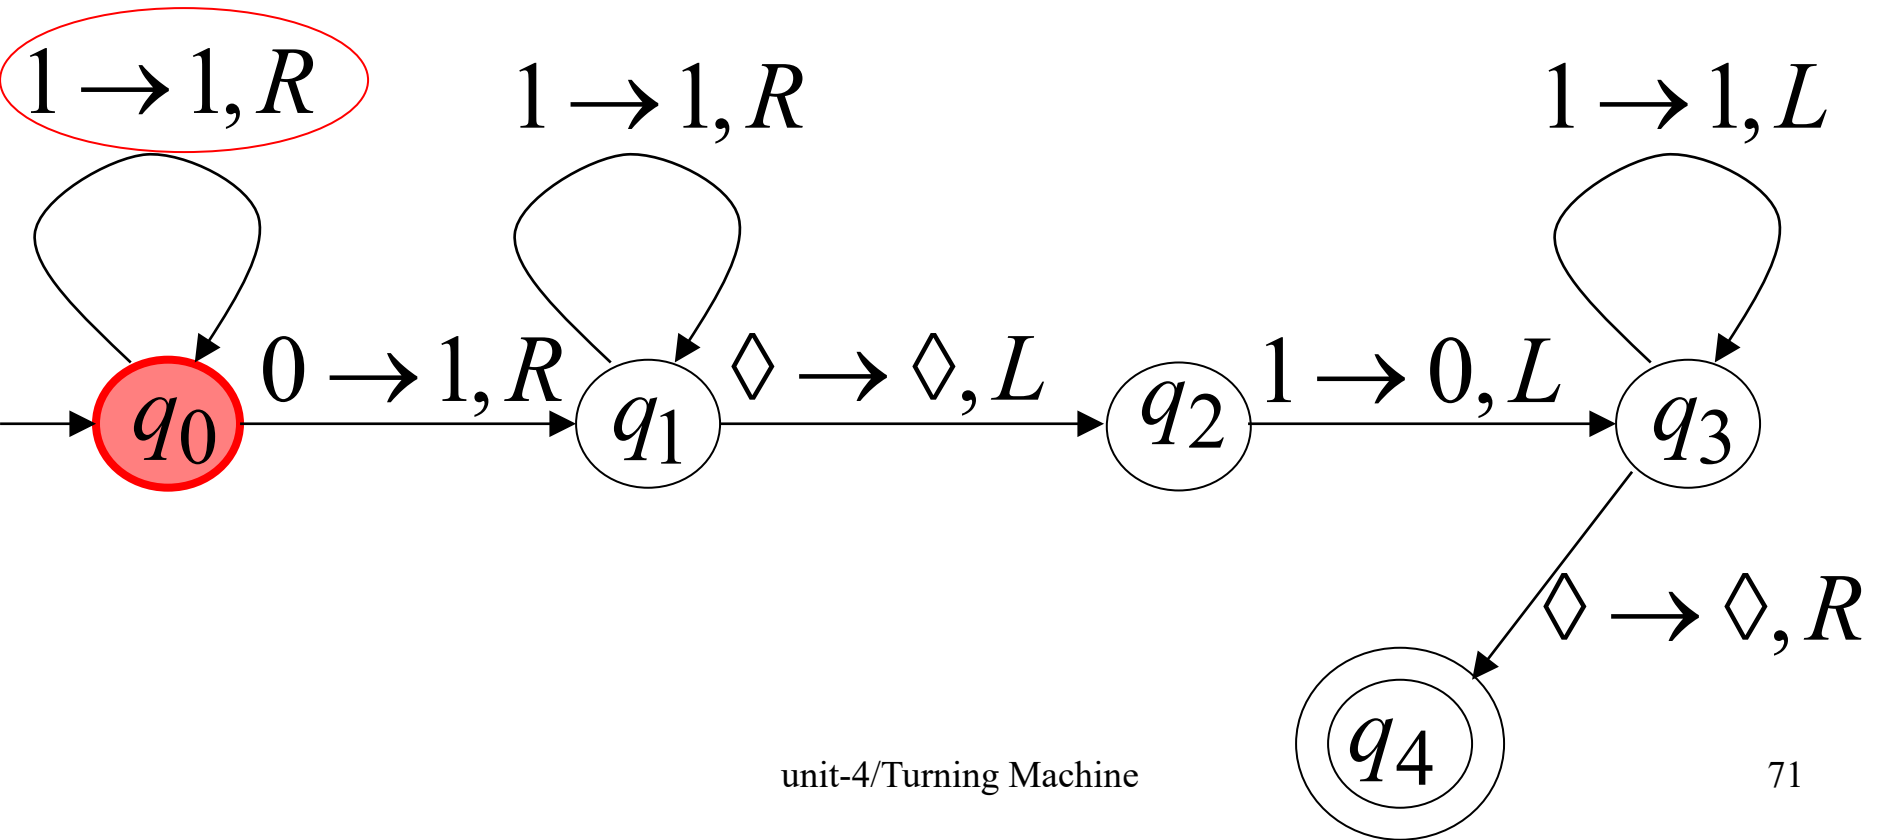 1 → 1, R
1 → 1, R
1 → 1, L
0 → 1, R
◊ → ◊, L
1 → 0, L
q0
q1
q2
q3
◊ → ◊, R
q4
unit-4/Turning Machine
71